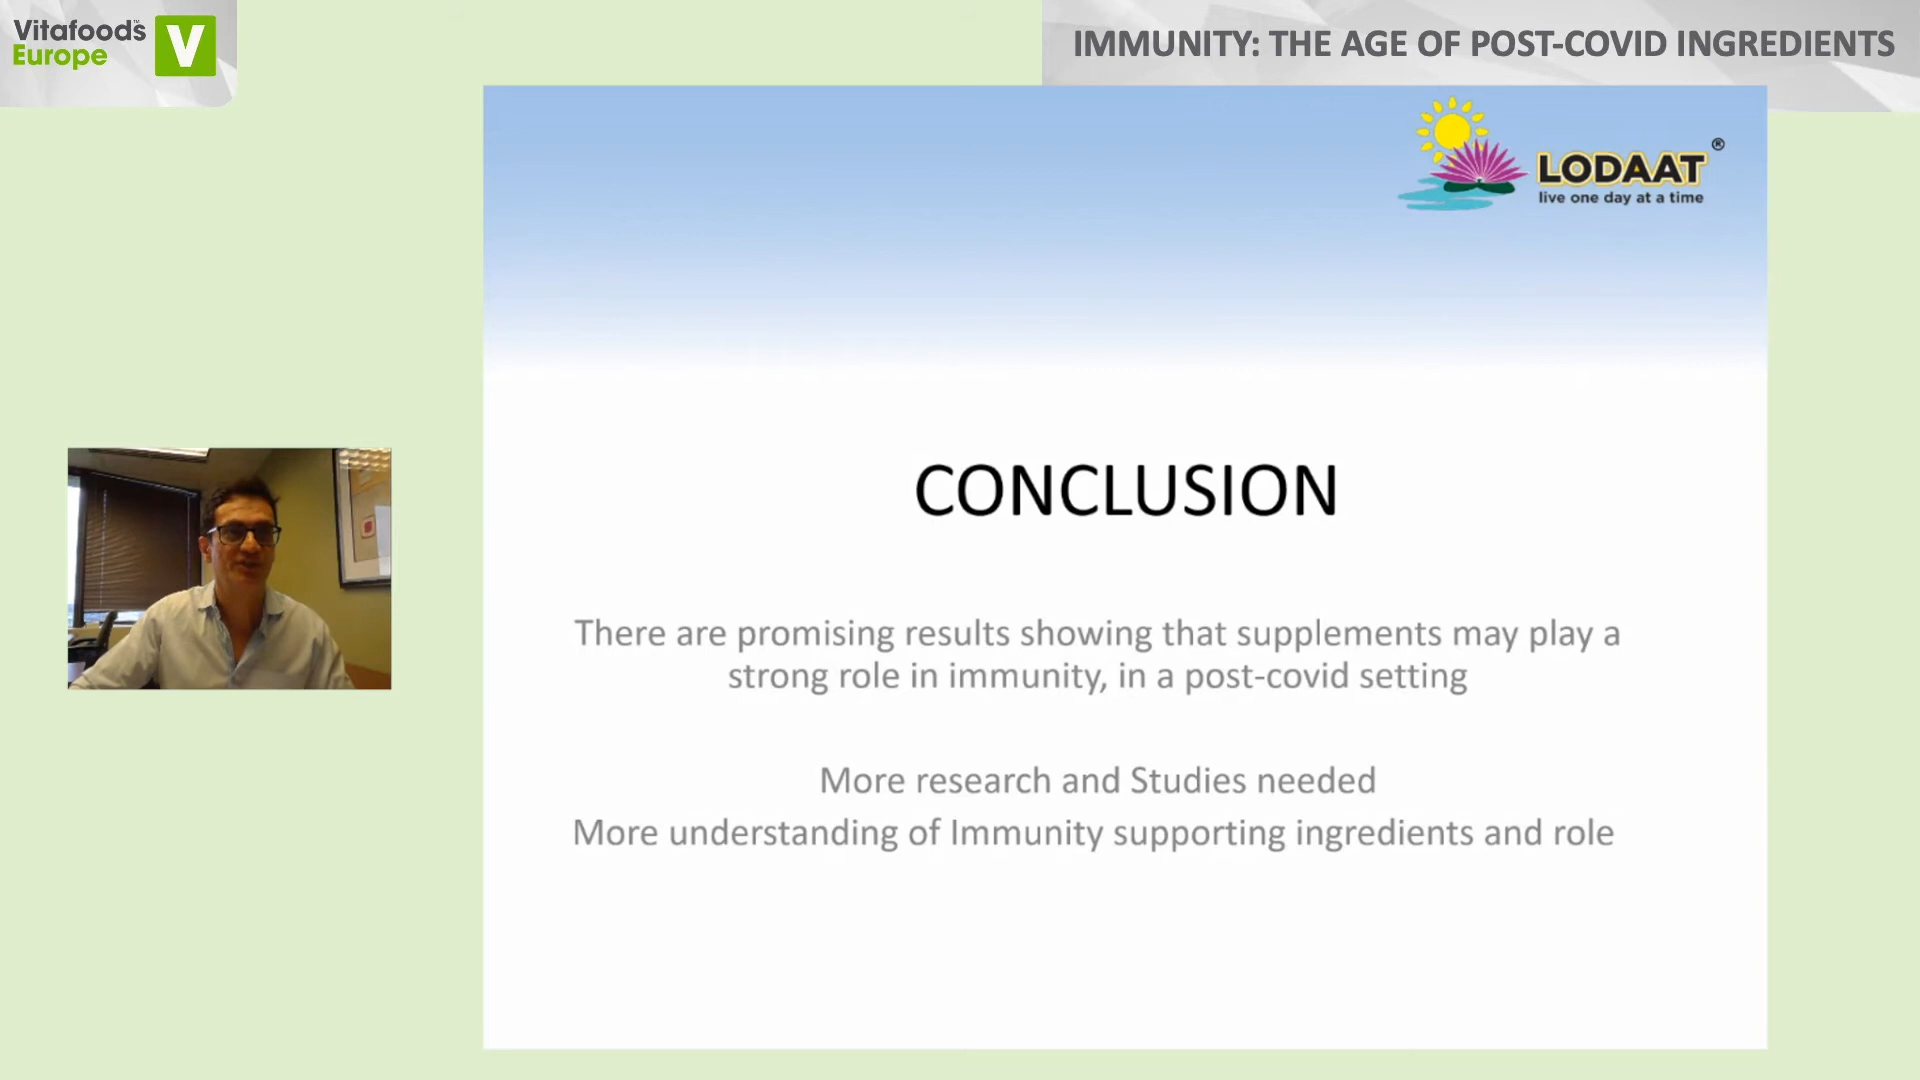 Vitafoods™
Europe
V
IMMUNITY: THE AGE OF POST-COVID INGREDIENTS
LODAAT®
live one day at a time
CONCLUSION
There are promising results showing that supplements may play a
strong role in immunity, in a post-covid setting
More research and Studies needed
More understanding of Immunity supporting ingredients and role